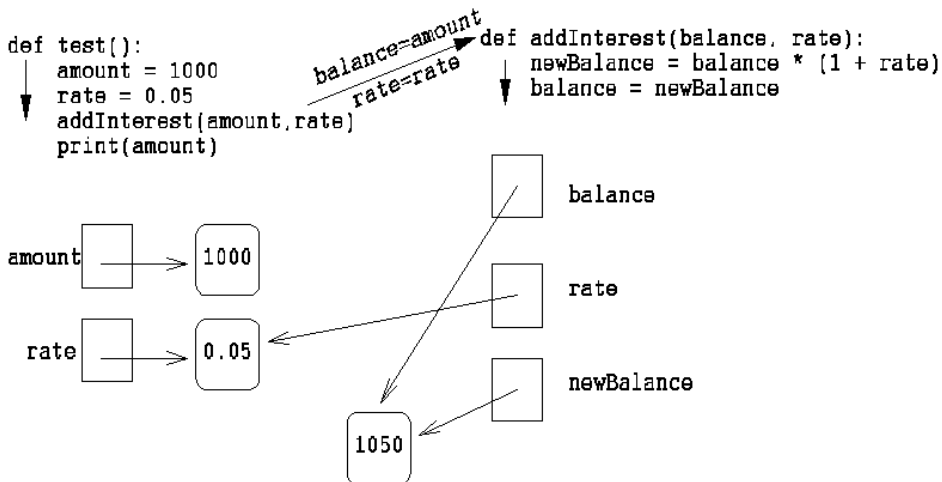 def test():
amount = 1000
rate = 0.05
addInterest(amount,rate)
print(amount)
balance=amount
rate=rate
def addInterest(balance, rate):
newBalance = balance * (1 + rate)
balance = newBalance
balance
amount
1000
rate
rate
0.05
newBalance
1050